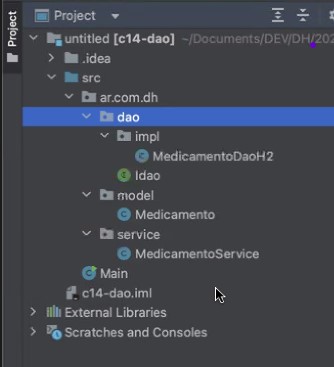 Project
Project
untitled [c14-dao] ~/Documents/DEV/DH/202
.idea
src
ar.com.dh
dao
impl
MedicamentoDaoH2
Idao
model
Medicamento
service
MedicamentoService
Main
c14-dao.iml
External Libraries
Scratches and Consoles